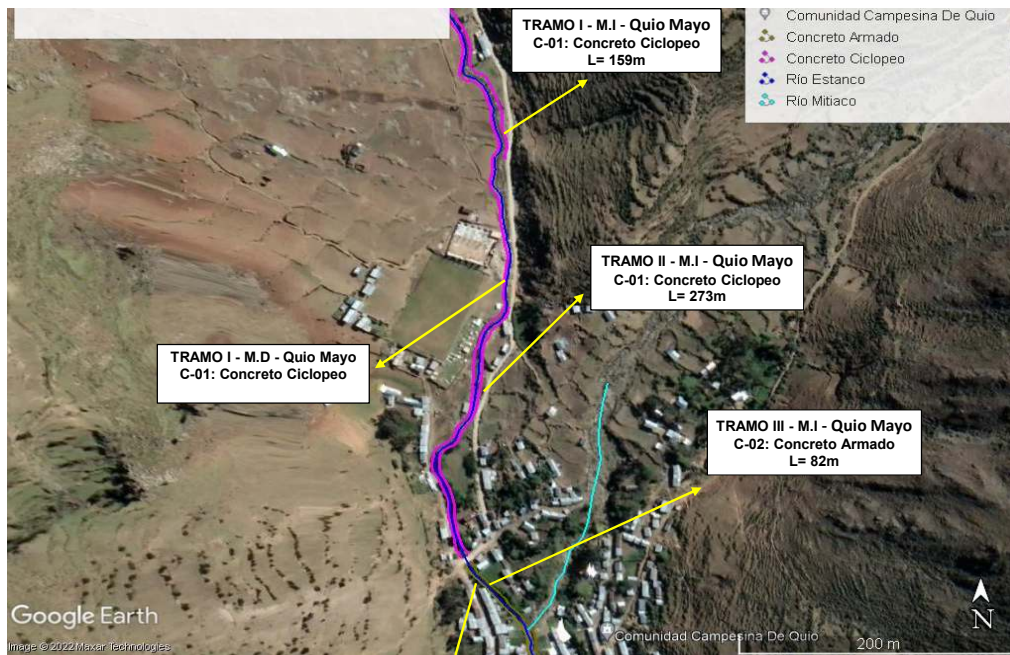 TRAMO I - M.I - Quio Mayo
C-01: Concreto Ciclopeo
L= 159m
Comunidad Campesina De Quio
Concreto Armado
Concreto Ciclopeo
Río Estanco
Río Mitiaco
TRAMO II - M.I - Quio Mayo
C-01: Concreto Ciclopeo
L= 273m
TRAMO I - M.D - Quio Mayo
C-01: Concreto Ciclopeo
TRAMO III - M.I - Quio Mayo
C-02: Concreto Armado
L= 82m
Google Earth
Image © 2022 Maxar Technologies
Comunidad Campesina De Quio
200 m
N